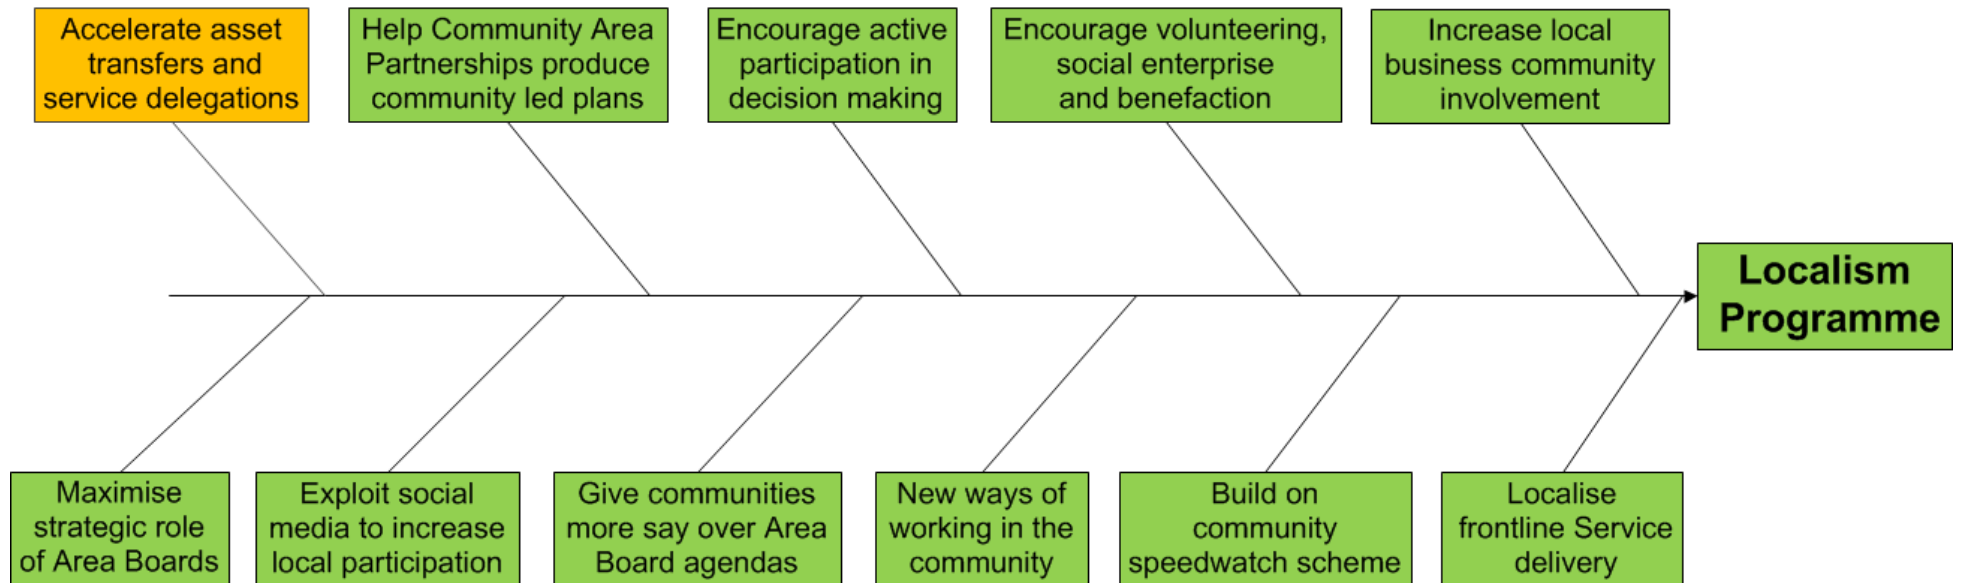 Accelerate asset
transfers and
service delegations
Help Community Area
Partnerships produce
community led plans
Encourage active
participation in
decision making
Encourage volunteering,
social enterprise
and benefaction
Increase local
business community
involvement
Localism
Programme
Maximise
strategic role
of Area Boards
Exploit social
media to increase
local participation
Give communities
more say over Area
Board agendas
New ways of
working in the
community
Build on
community
speedwatch scheme
Localise
frontline Service
delivery